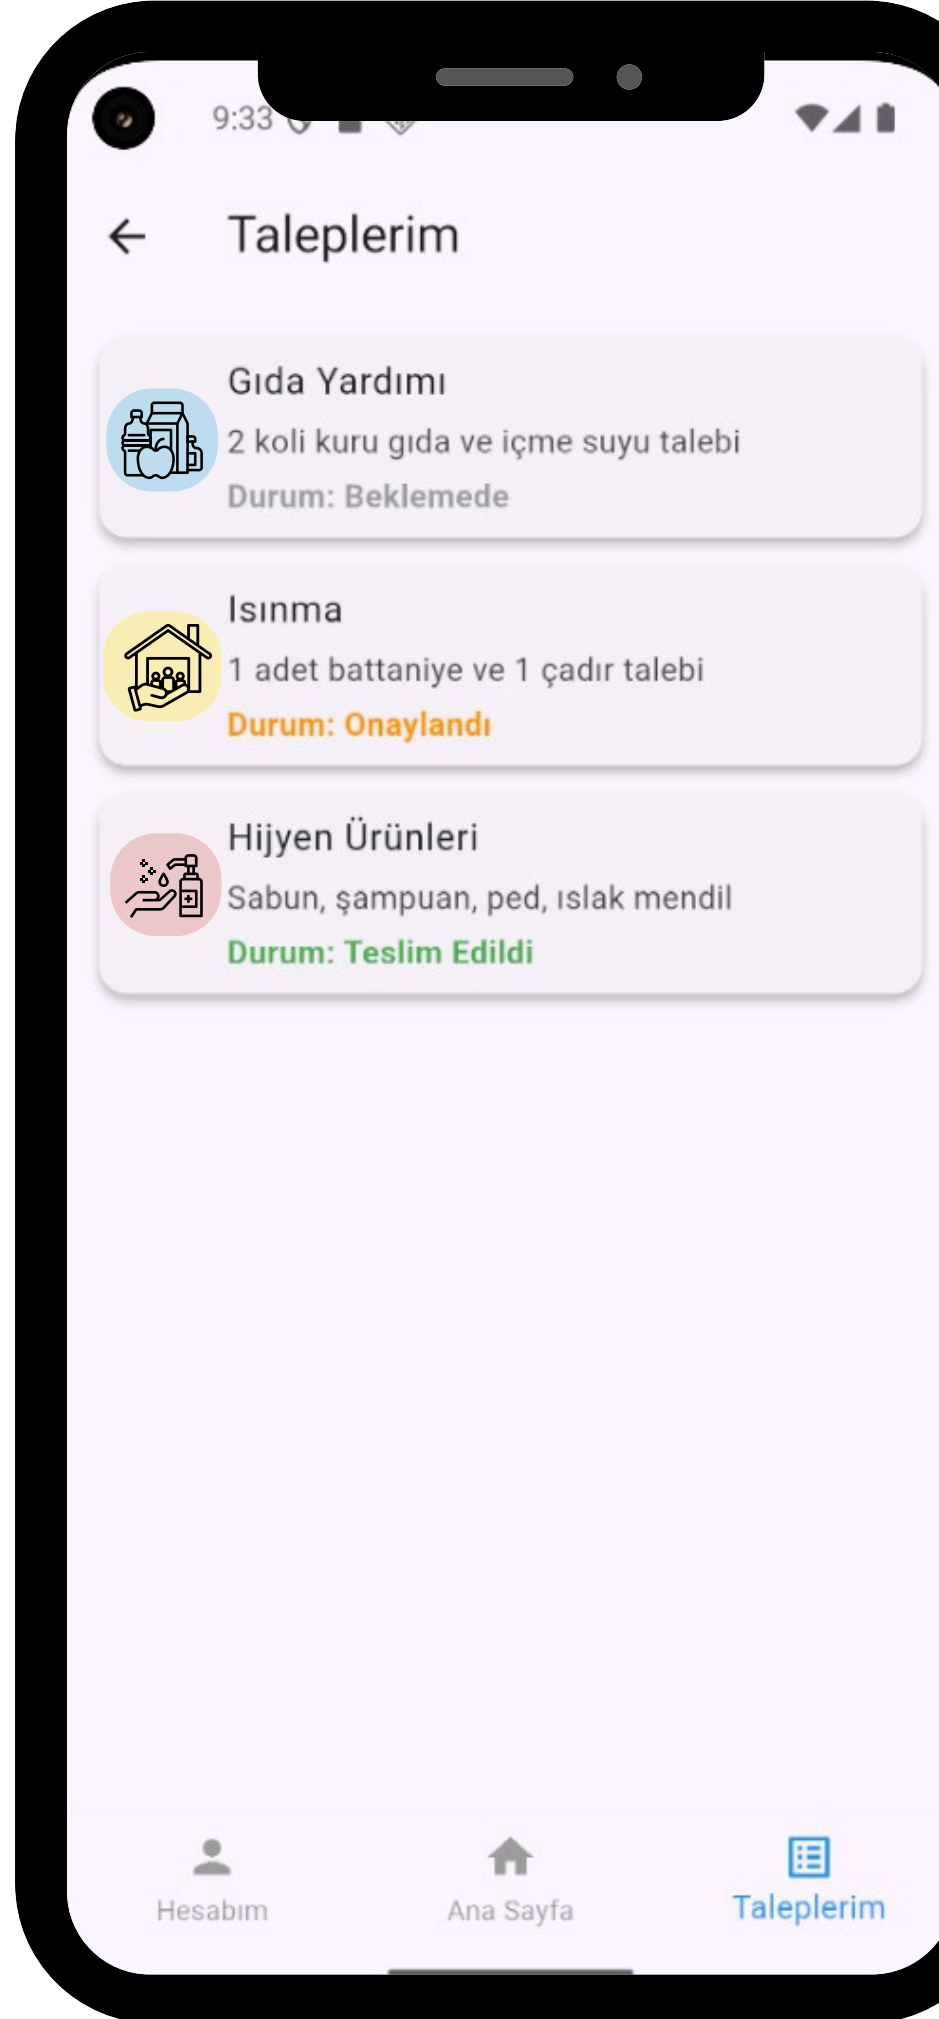 9:33
Taleplerim
Gıda Yardımı
2 koli kuru gıda ve içme suyu talebi
Durum: Beklemede
Isınma
1 adet battaniye ve 1 çadır talebi
Durum: Onaylandı
Hijyen Ürünleri
Sabun, şampuan, ped, ıslak mendil
Durum: Teslim Edildi
Hesabım
Ana Sayfa
Taleplerim